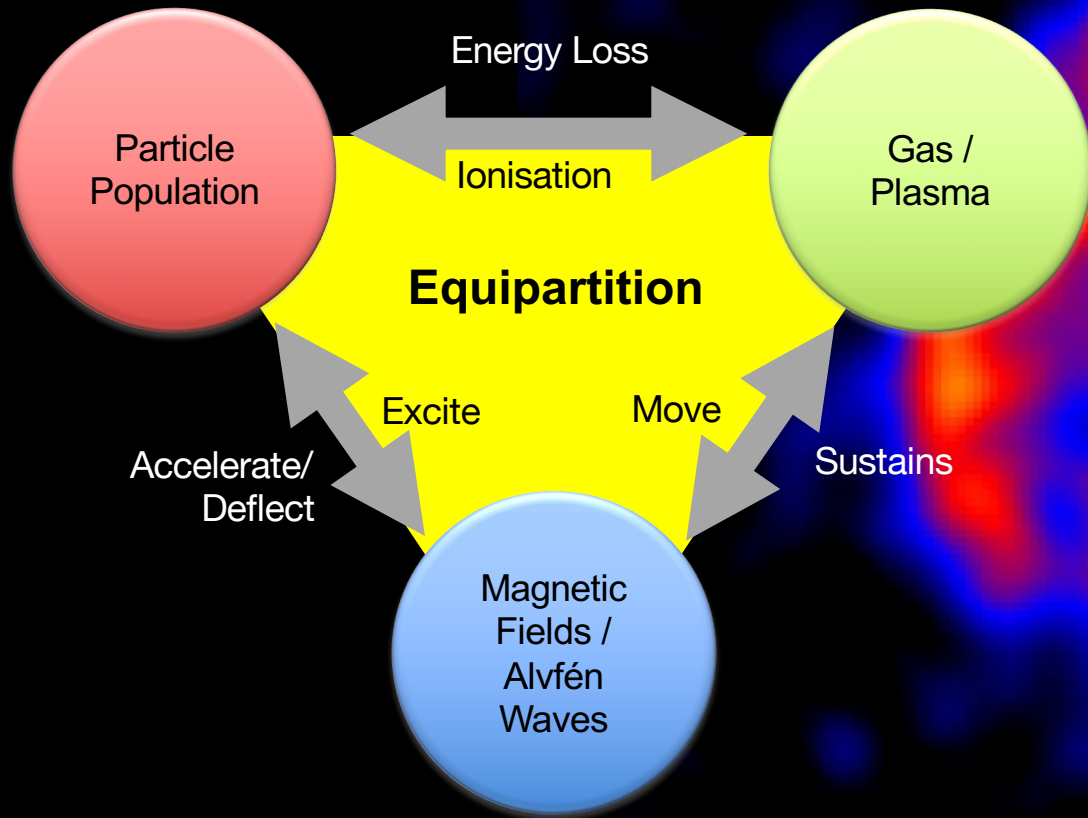 Energy Loss
Particle
Population
Ionisation
Gas /
Plasma
Equipartition
Excite
Move
Accelerate/
Deflect
Sustains
Magnetic
Fields /
Alvfén
Waves